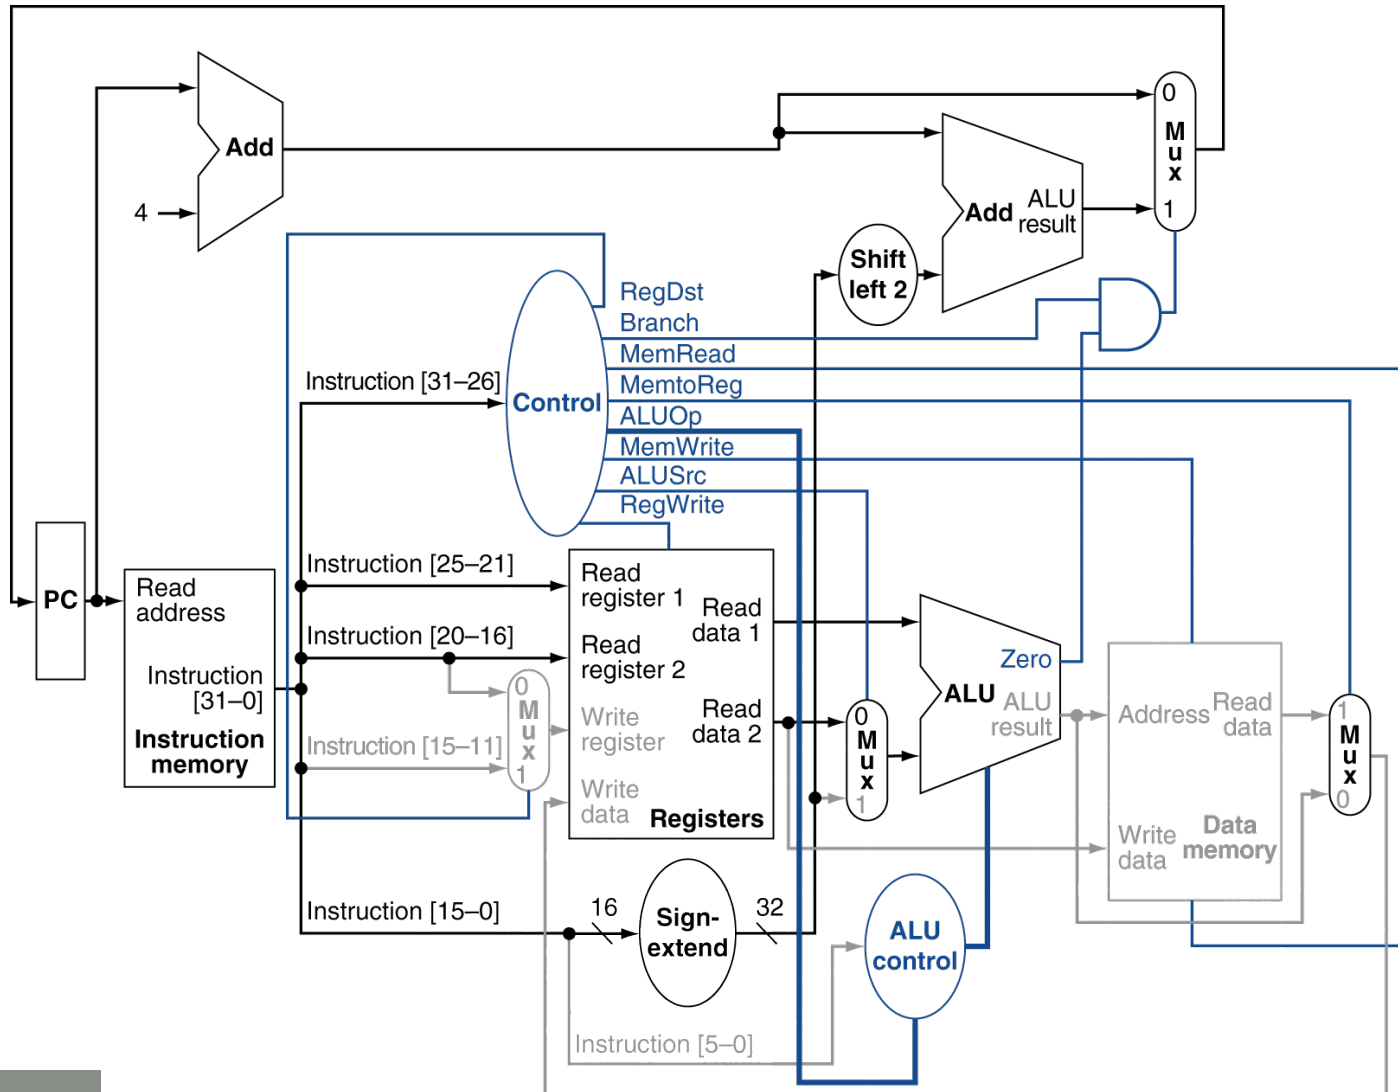 0
M
u
x
1
Add
4
Add
ALU
result
Shift
left 2
RegDst
Branch
MemRead
MemtoReg
ALUOp
MemWrite
ALUSrc
RegWrite
Instruction [31–26]
Control
PC
Read
address
Instruction
[31–0]
Instruction
memory
Instruction [25–21]
Instruction [20–16]
Instruction [15–11]
0
M
u
x
1
Read
register 1
Read
register 2
Write
register
Write
data
Read
data 1
Read
data 2
Registers
0
M
u
x
1
Zero
ALU
ALU
result
Address
Read
data
Write
data
Data
memory
1
M
u
x
0
Instruction [15–0]
16
Sign-
extend
32
ALU
control
Instruction [5–0]